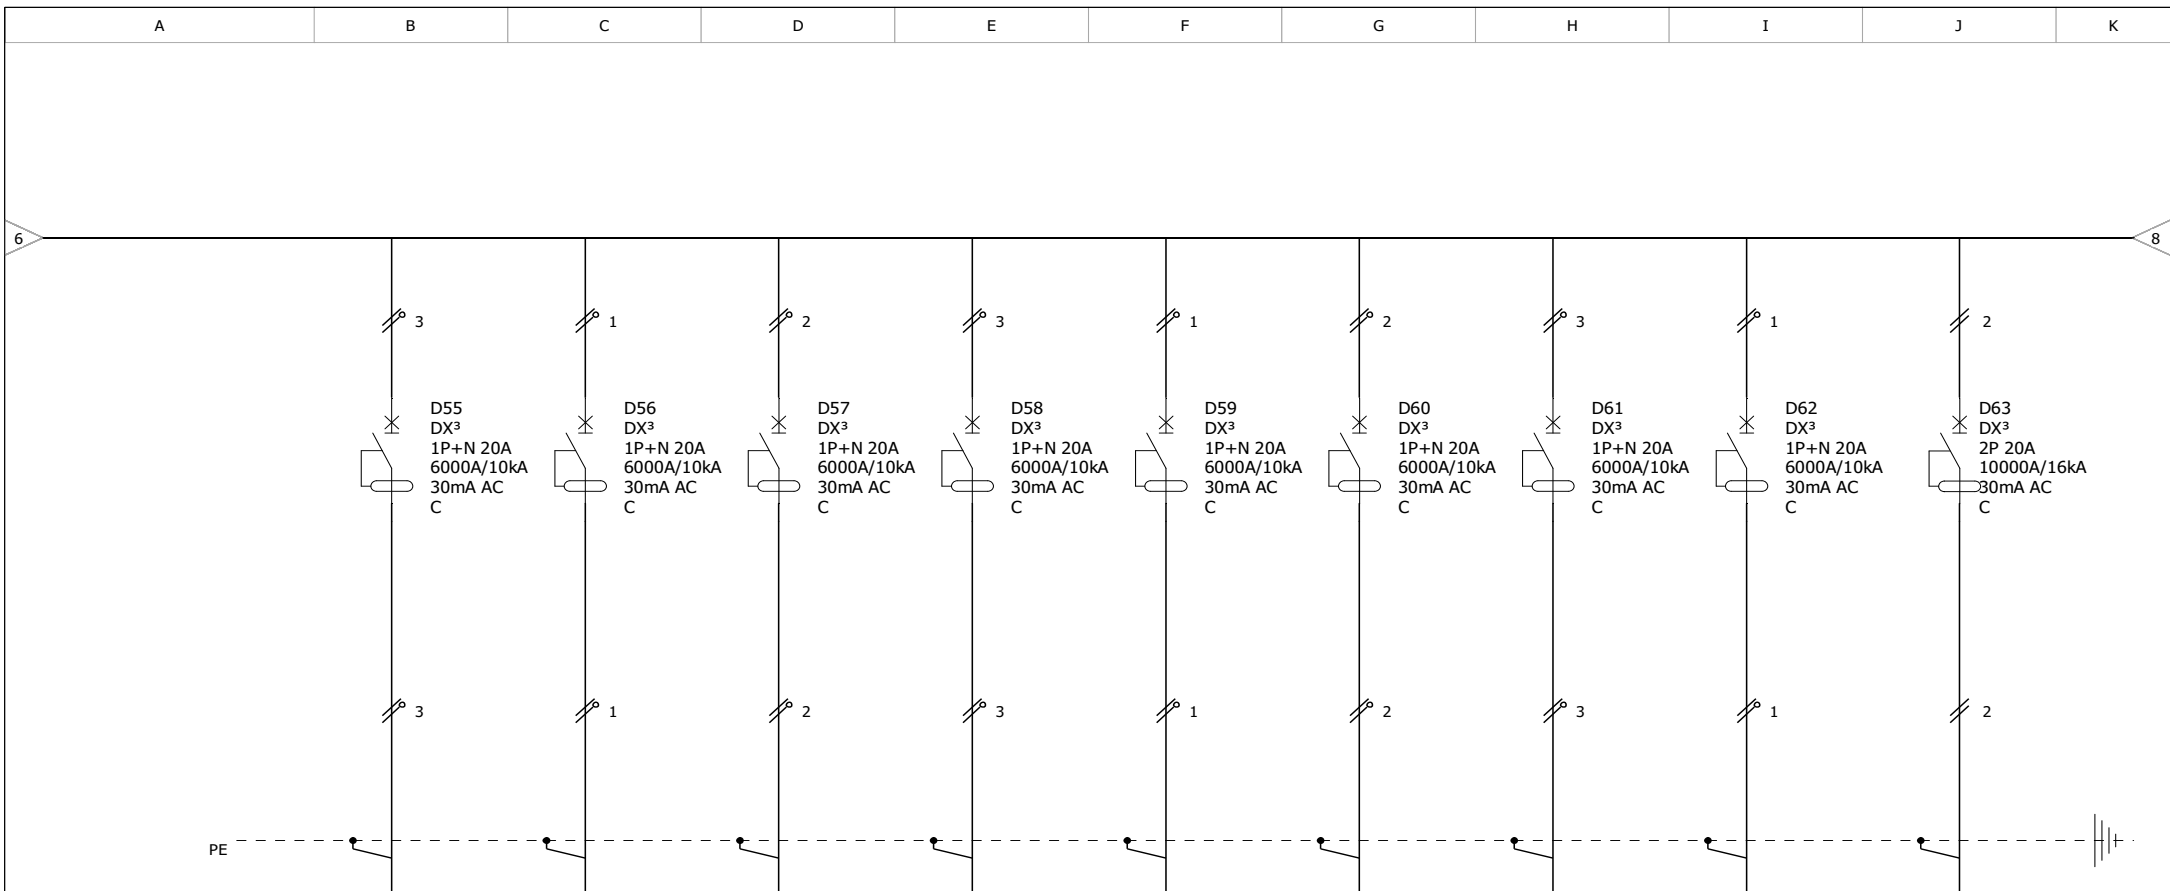 A B C D E F G H I J K
6 8
3 1 2 3 1 2 3 1 2
D55
DX³
1P+N 20A
6000A/10kA
30mA AC
C
D56
DX³
1P+N 20A
6000A/10kA
30mA AC
C
D57
DX³
1P+N 20A
6000A/10kA
30mA AC
C
D58
DX³
1P+N 20A
6000A/10kA
30mA AC
C
D59
DX³
1P+N 20A
6000A/10kA
30mA AC
C
D60
DX³
1P+N 20A
6000A/10kA
30mA AC
C
D61
DX³
1P+N 20A
6000A/10kA
30mA AC
C
D62
DX³
1P+N 20A
6000A/10kA
30mA AC
C
D63
DX³
2P 20A
10000A/16kA
30mA AC
C
3 1 2 3 1 2 3 1 2
PE